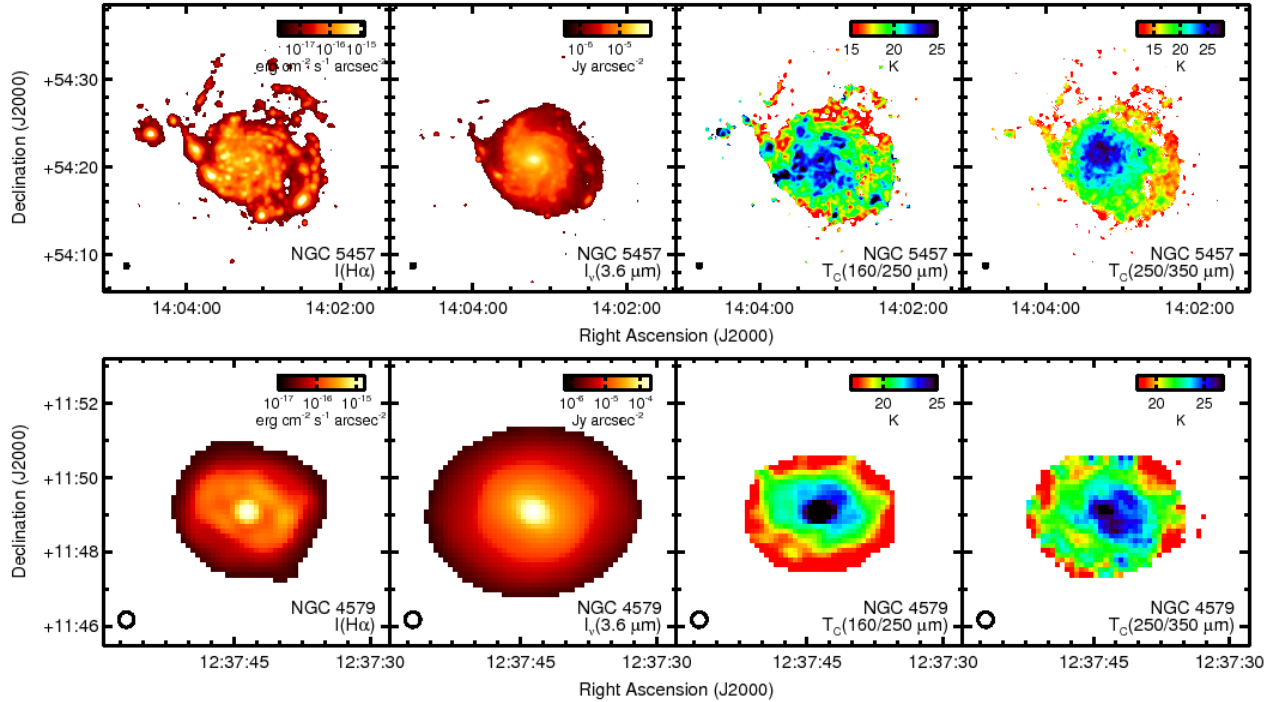 10⁻¹⁷ 10⁻¹⁶ 10⁻¹⁵
erg cm⁻² s⁻¹ arcsec⁻²
10⁻⁶ 10⁻⁵
Jy arcsec⁻²
15 20 25
K
15 20 25
K
Declination (J2000)
+54:30
+54:20
+54:10
NGC 5457
I(Hα)
NGC 5457
Iᵥ(3.6 μm)
NGC 5457
T_C(160/250 μm)
NGC 5457
T_C(250/350 μm)
14:04:00 14:02:00 14:04:00 14:02:00 14:04:00 14:02:00 14:04:00 14:02:00
Right Ascension (J2000)
10⁻¹⁷ 10⁻¹⁶ 10⁻¹⁵
erg cm⁻² s⁻¹ arcsec⁻²
10⁻⁶ 10⁻⁵ 10⁻⁴
Jy arcsec⁻²
20 25
K
20 25
K
Declination (J2000)
+11:52
+11:50
+11:48
+11:46
NGC 4579
I(Hα)
NGC 4579
Iᵥ(3.6 μm)
NGC 4579
T_C(160/250 μm)
NGC 4579
T_C(250/350 μm)
12:37:45 12:37:30 12:37:45 12:37:30 12:37:45 12:37:30 12:37:45 12:37:30
Right Ascension (J2000)